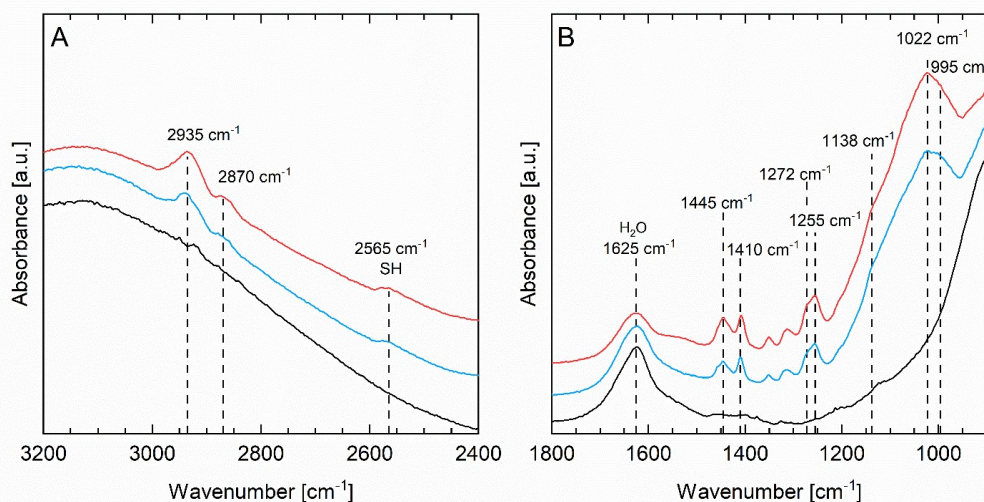 A
2935 cm⁻¹
2870 cm⁻¹
2565 cm⁻¹
SH
Absorbance [a.u.]
3200 3000 2800 2600 2400
Wavenumber [cm⁻¹]
B
1022 cm⁻¹
995 cm
1138 cm⁻¹
1272 cm⁻¹
1445 cm⁻¹
1255 cm⁻¹
H₂O
1625 cm⁻¹
1410 cm⁻¹
Absorbance [a.u.]
1800 1600 1400 1200 1000
Wavenumber [cm⁻¹]